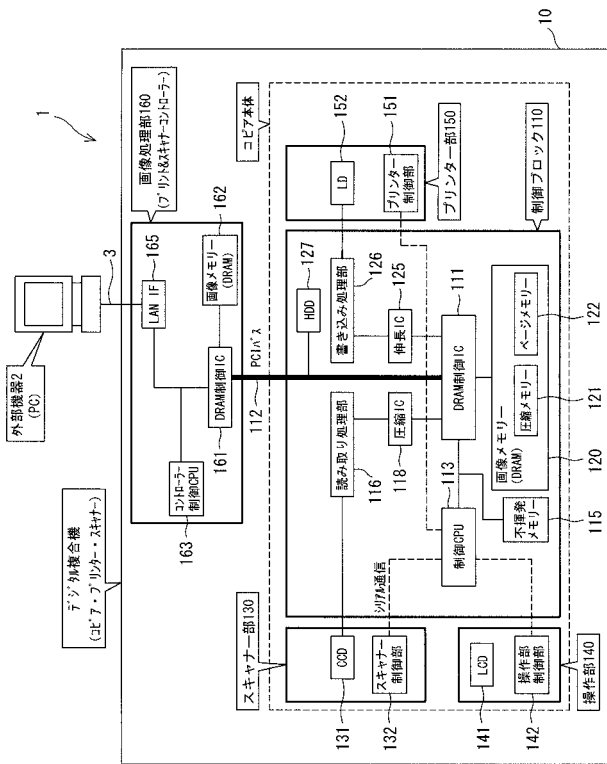 1
デジタル複合機
(コピア・プリンター・スキャナー)
10
外部機器2
(PC)
3
画像処理部160
(プリント&スキャナーコントローラー)
LAN IF
165
コントローラー
制御CPU
163
DRAM制御IC
161
画像メモリー
(DRAM)
162
PCIバス
112
コピア本体
スキャナー部130
CCD
131
スキャナー
制御部
132
シリアル通信
操作部140
LCD
141
操作部
制御部
142
制御ブロック110
読み取り処理部
116
圧縮IC
118
HDD
127
書き込み処理部
126
伸長IC
125
制御CPU
113
DRAM制御IC
111
不揮発
メモリー
115
画像メモリー
(DRAM)
120
圧縮メモリー
121
ページメモリー
122
プリンター部150
LD
152
プリンター
制御部
151